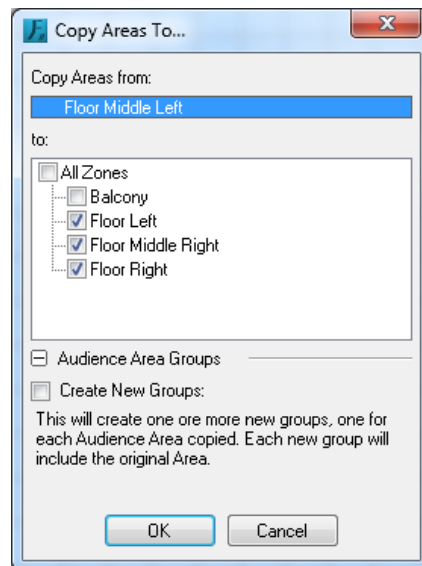 Copy Areas To...
Copy Areas from:
Floor Middle Left
to:
All Zones
Balcony
Floor Left
Floor Middle Right
Floor Right
Audience Area Groups
Create New Groups:
This will create one ore more new groups, one for
each Audience Area copied. Each new group will
include the original Area.
OK
Cancel